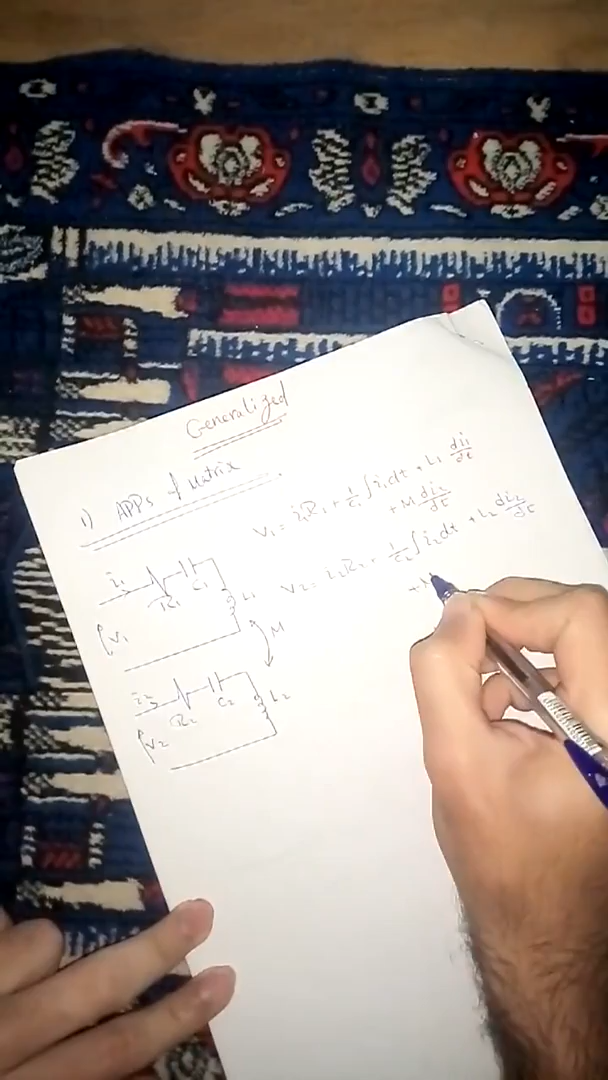 Generalized
1) APPs of Matrix
V1 = i1R1 + 1/C1 ∫ i1dt + L1 di1/dt
+ M di2/dt
V2 = i2R2 + 1/C2 ∫ i2dt + L2 di2/dt
+ M
i1
R1
C1
L1
V1
M
i2
R2
C2
L2
V2